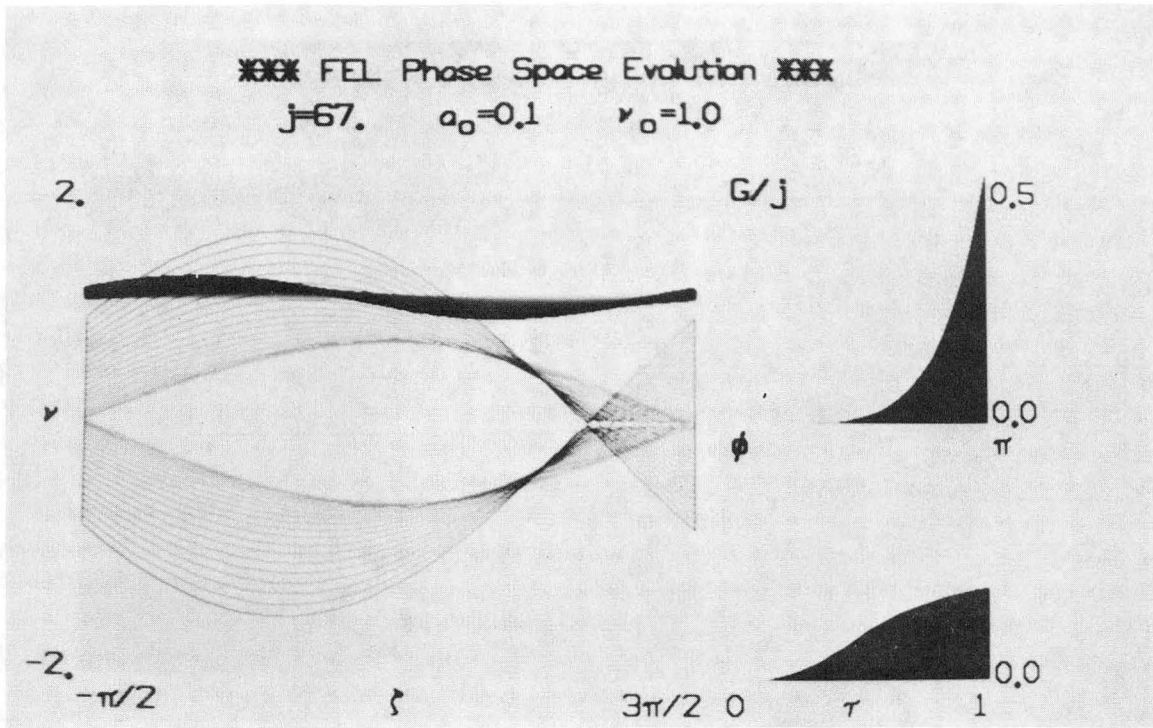 *** FEL Phase Space Evolution ***
j=67. a₀=0.1 ν₀=1.0
2.
ν
-2.
-π/2 ζ 3π/2
G/j
0.5
0.0
ϕ
π
0.0
0 τ 1